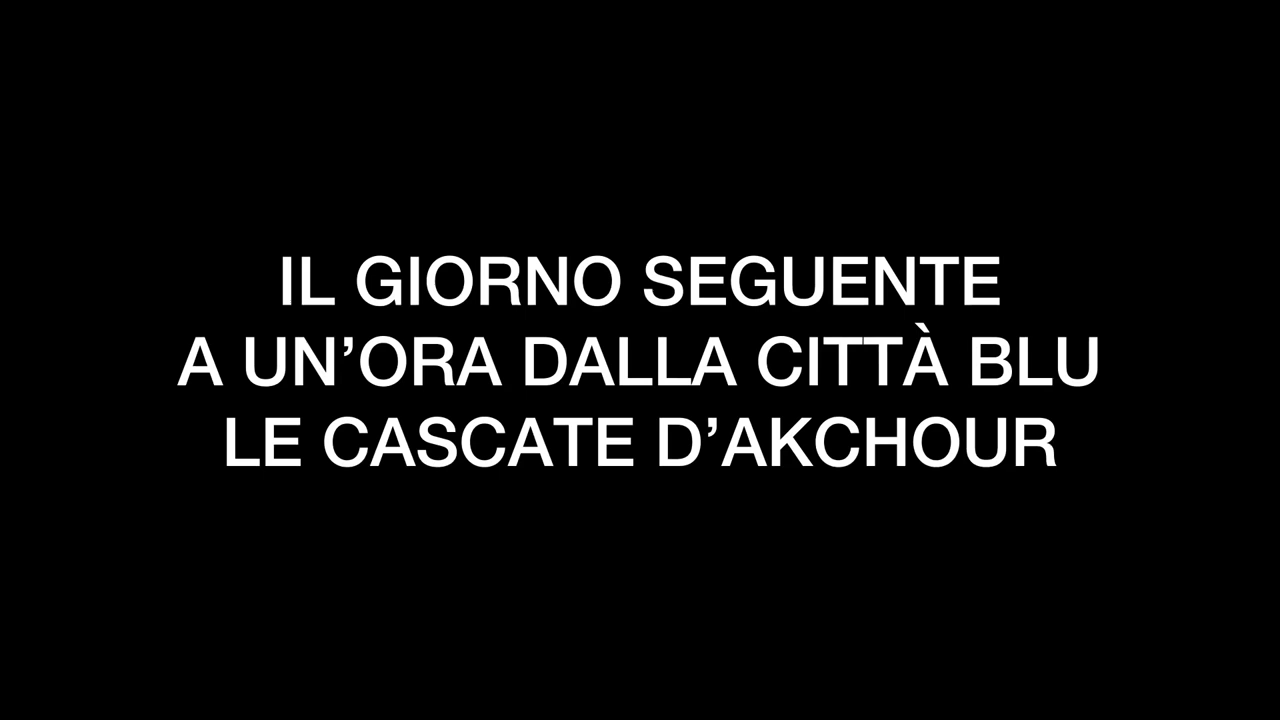 IL GIORNO SEGUENTE
A UN’ORA DALLA CITTÀ BLU
LE CASCATE D’AKCHOUR